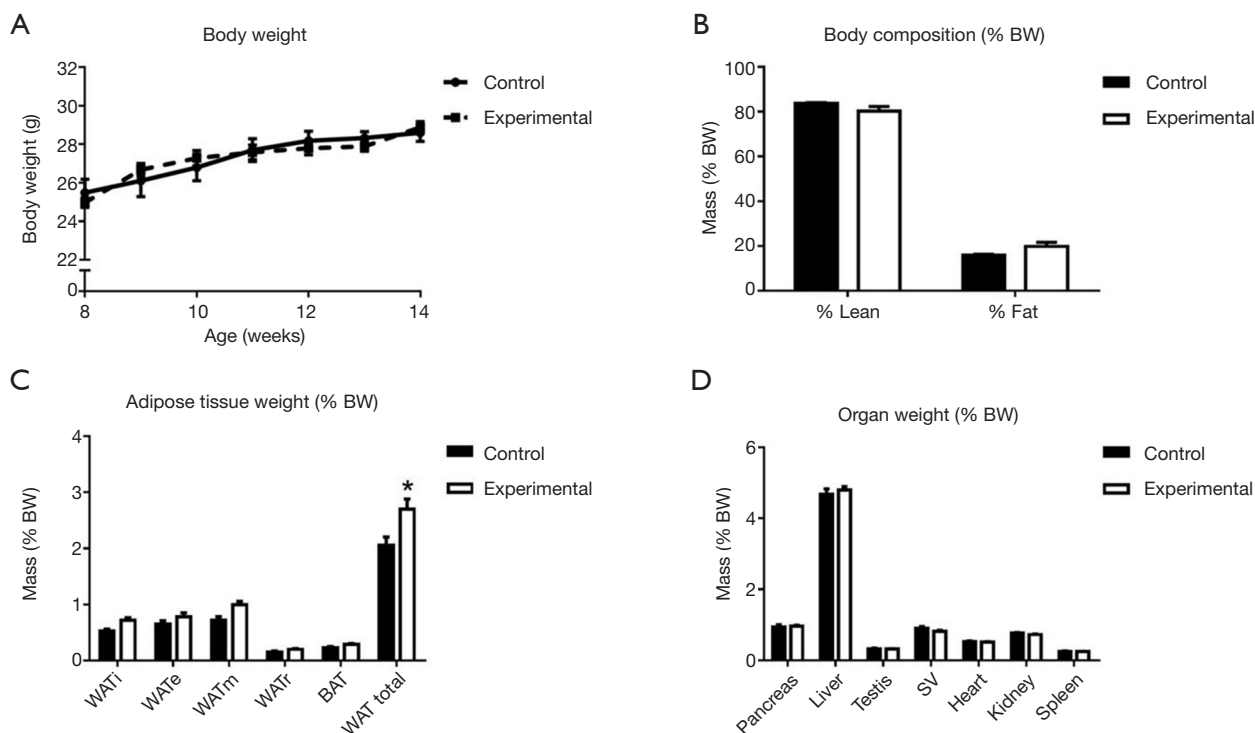 A
Body weight
32
30
28
26
24
22
0
Body weight (g)
8
10
12
14
Age (weeks)
Control
Experimental
B
Body composition (% BW)
100
80
60
40
20
0
Mass (% BW)
% Lean
% Fat
Control
Experimental
C
Adipose tissue weight (% BW)
4
3
2
1
0
Mass (% BW)
*
WATi
WATe
WATm
WATr
BAT
WAT total
Control
Experimental
D
Organ weight (% BW)
6
4
2
0
Mass (% BW)
Pancreas
Liver
Testis
SV
Heart
Kidney
Spleen
Control
Experimental